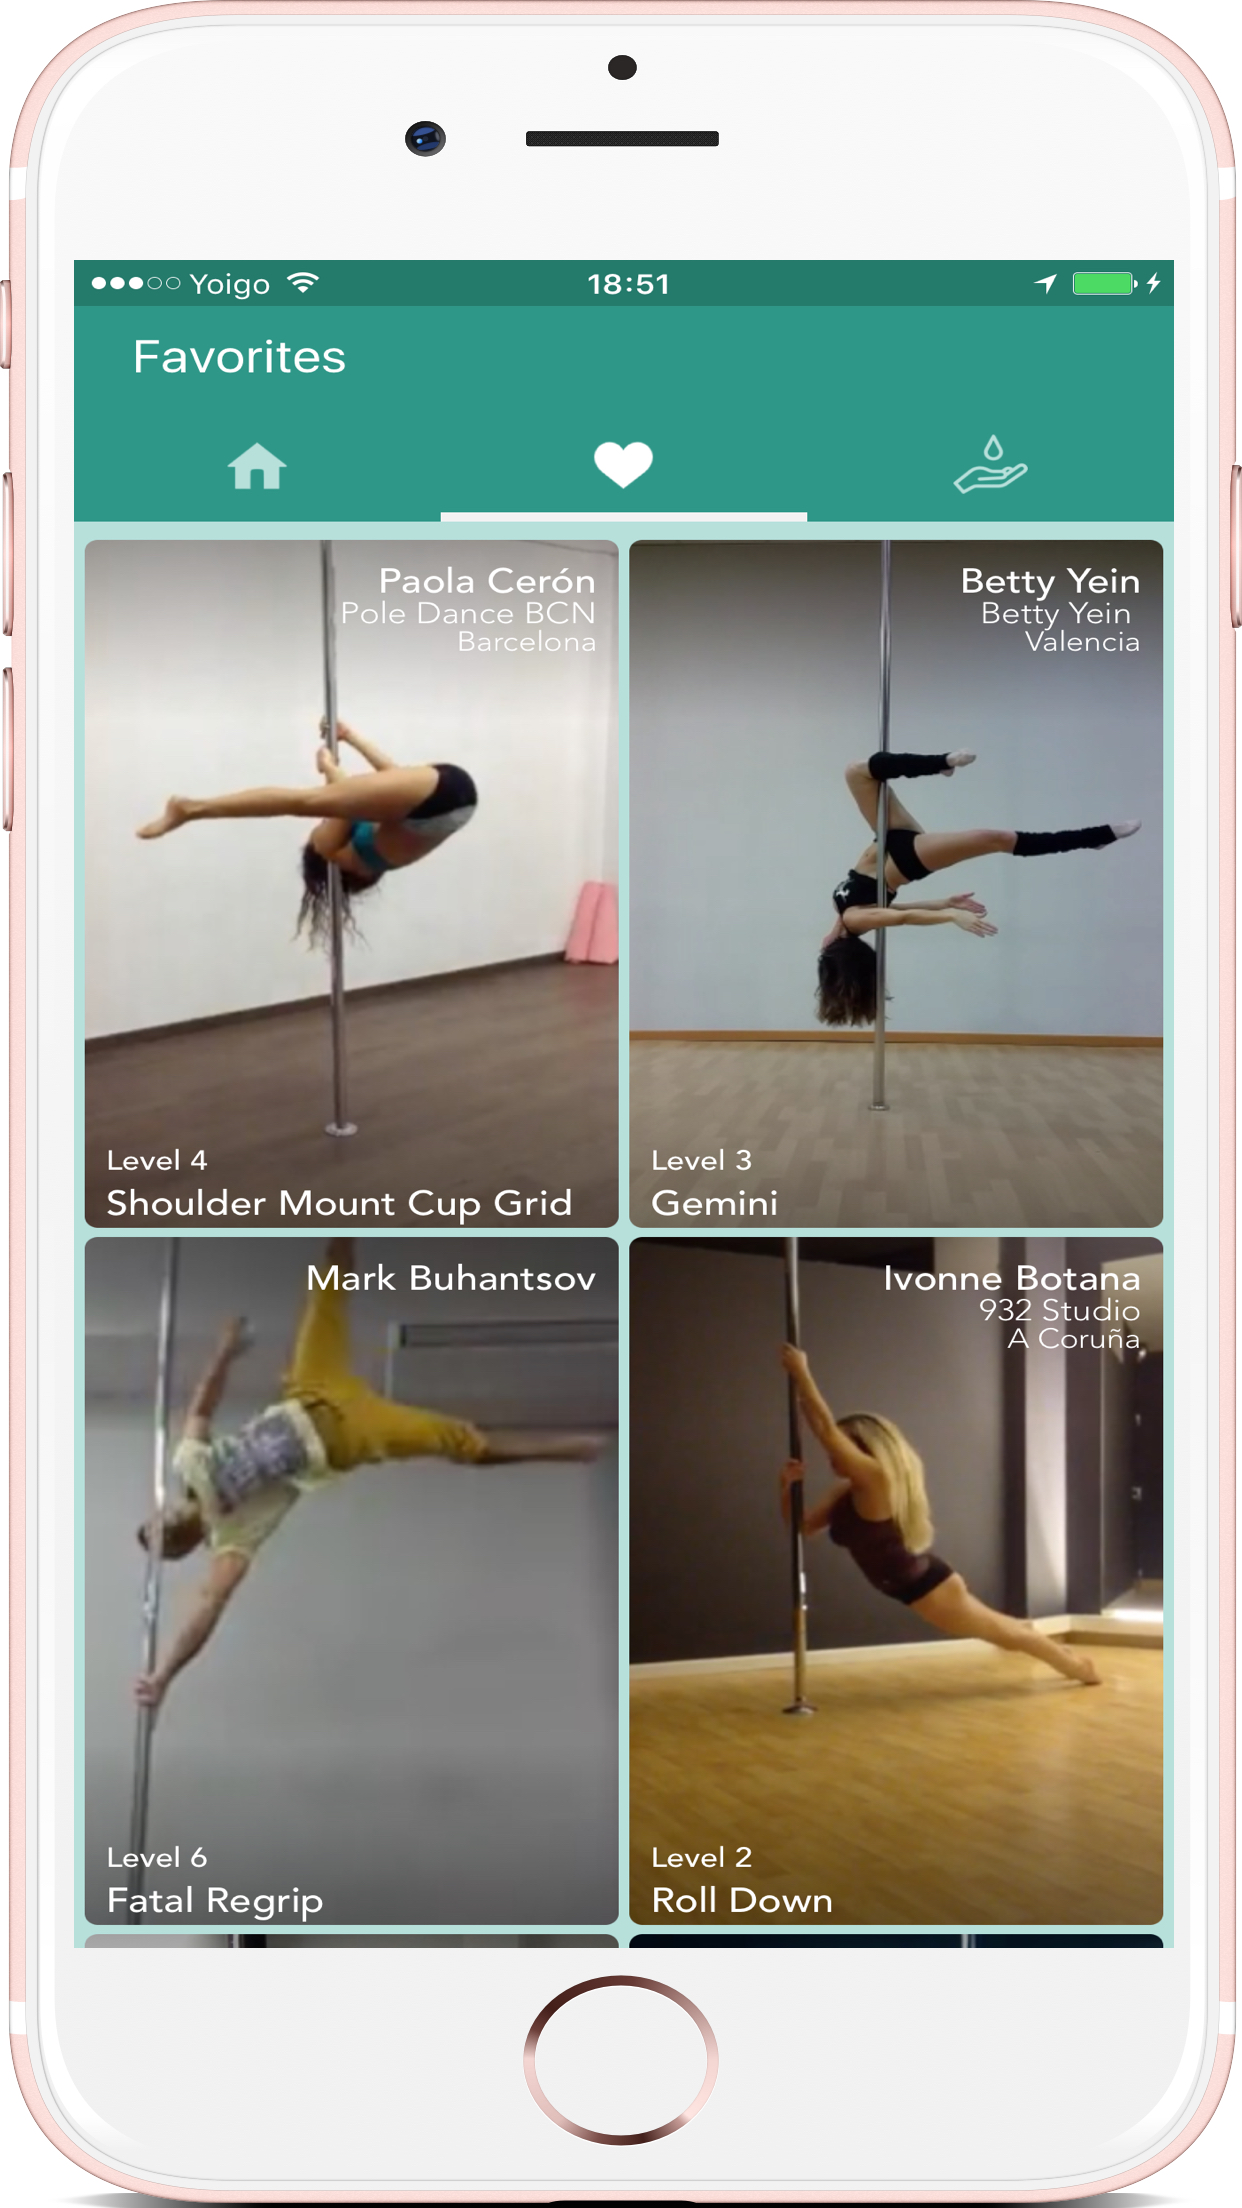 Yoigo
18:51
Favorites
Paola Cerón
Pole Dance BCN
Barcelona
Level 4
Shoulder Mount Cup Grid
Betty Yein
Betty Yein
Valencia
Level 3
Gemini
Mark Buhantsov
Level 6
Fatal Regrip
Ivonne Botana
932 Studio
A Coruña
Level 2
Roll Down